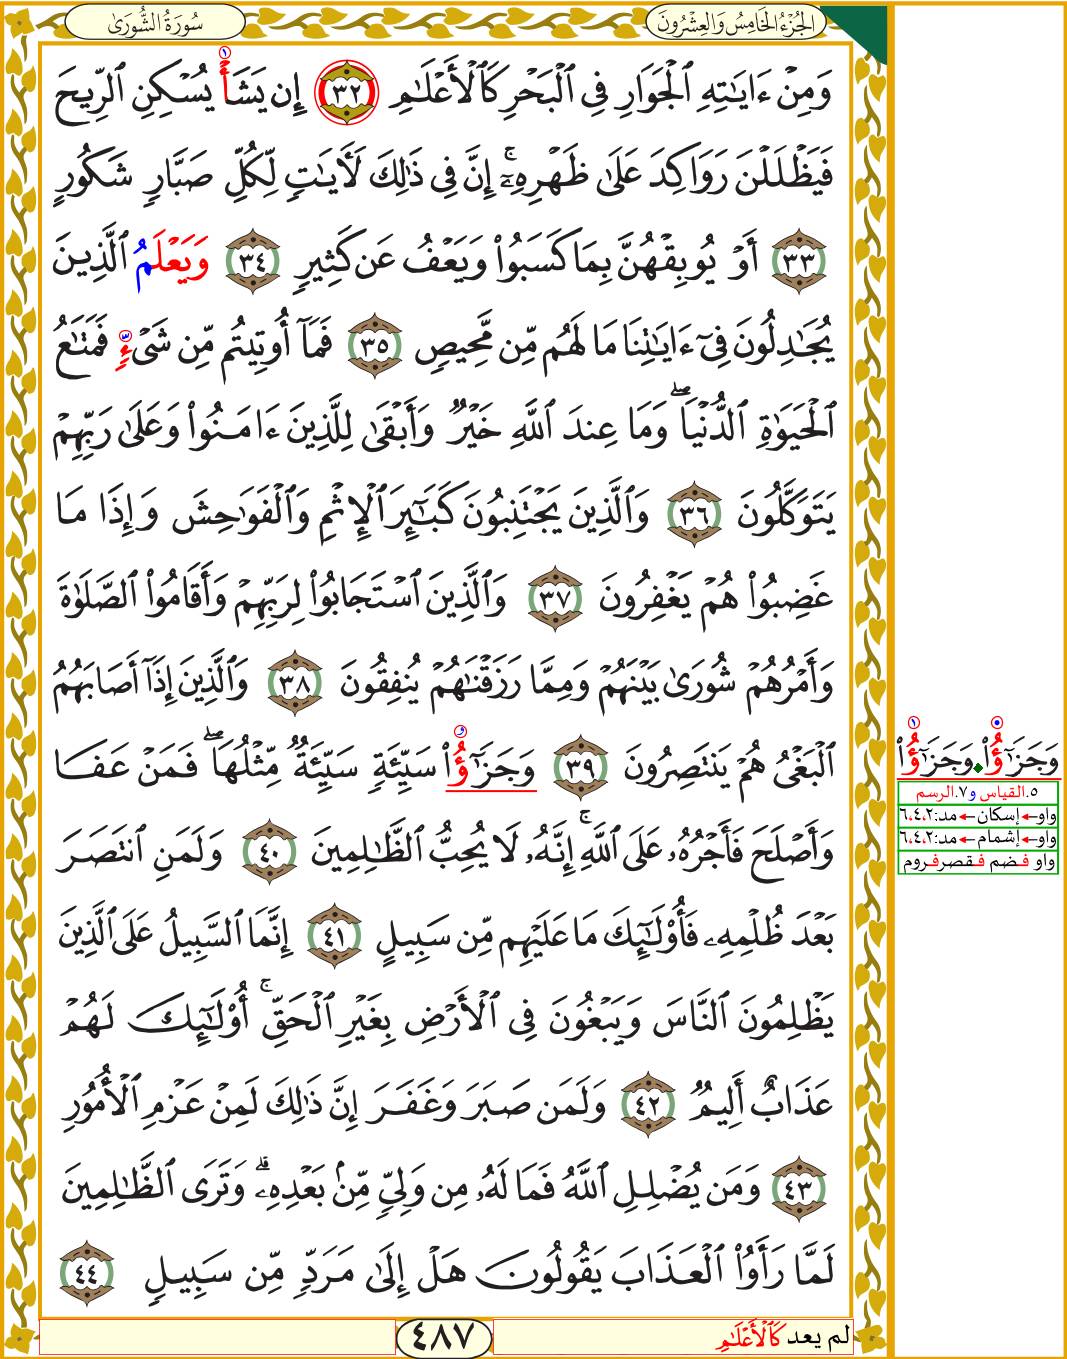 سُورَةُ الشُّورَىٰ
الجُزْءُ الخَامِسُ وَالعِشْرُونَ
وَمِنْ ءَايَـٰتِهِ ٱلْجَوَارِ فِى ٱلْبَحْرِ كَٱلْأَعْلَـٰمِ ٣٢ إِن يَشَأْ يُسْكِنِ ٱلرِّيحَ
فَيَظْلَلْنَ رَوَاكِدَ عَلَىٰ ظَهْرِهِۦٓ ۚ إِنَّ فِى ذَٰلِكَ لَـَٔايَـٰتٍ لِّكُلِّ صَبَّارٍ شَكُورٍ
٣٣ أَوْ يُوبِقْهُنَّ بِمَا كَسَبُوا۟ وَيَعْفُ عَن كَثِيرٍ ٣٤ وَيَعْلَمُ ٱلَّذِينَ
يُجَـٰدِلُونَ فِىٓ ءَايَـٰتِنَا مَا لَهُم مِّن مَّحِيصٍ ٣٥ فَمَآ أُوتِيتُم مِّن شَىْءٍ فَمَتَـٰعُ
ٱلْحَيَوٰةِ ٱلدُّنْيَا ۖ وَمَا عِندَ ٱللَّهِ خَيْرٌ وَأَبْقَىٰ لِلَّذِينَ ءَامَنُوا۟ وَعَلَىٰ رَبِّهِمْ
يَتَوَكَّلُونَ ٣٦ وَٱلَّذِينَ يَجْتَنِبُونَ كَبَـٰٓئِرَ ٱلْإِثْمِ وَٱلْفَوَٰحِشَ وَإِذَا مَا
غَضِبُوا۟ هُمْ يَغْفِرُونَ ٣٧ وَٱلَّذِينَ ٱسْتَجَابُوا۟ لِرَبِّهِمْ وَأَقَامُوا۟ ٱلصَّلَوٰةَ
وَأَمْرُهُمْ شُورَىٰ بَيْنَهُمْ وَمِمَّا رَزَقْنَـٰهُمْ يُنفِقُونَ ٣٨ وَٱلَّذِينَ إِذَآ أَصَابَهُمُ
ٱلْبَغْىُ هُمْ يَنتَصِرُونَ ٣٩ وَجَزَٰٓؤُا۟ سَيِّئَةٍ سَيِّئَةٌ مِّثْلُهَا ۖ فَمَنْ عَفَا
وَأَصْلَحَ فَأَجْرُهُۥ عَلَى ٱللَّهِ ۚ إِنَّهُۥ لَا يُحِبُّ ٱلظَّـٰلِمِينَ ٤٠ وَلَمَنِ ٱنتَصَرَ
بَعْدَ ظُلْمِهِۦ فَأُو۟لَـٰٓئِكَ مَا عَلَيْهِم مِّن سَبِيلٍ ٤١ إِنَّمَا ٱلسَّبِيلُ عَلَى ٱلَّذِينَ
يَظْلِمُونَ ٱلنَّاسَ وَيَبْغُونَ فِى ٱلْأَرْضِ بِغَيْرِ ٱلْحَقِّ ۚ أُو۟لَـٰٓئِكَ لَهُمْ
عَذَابٌ أَلِيمٌ ٤٢ وَلَمَن صَبَرَ وَغَفَرَ إِنَّ ذَٰلِكَ لَمِنْ عَزْمِ ٱلْأُمُورِ
٤٣ وَمَن يُضْلِلِ ٱللَّهُ فَمَا لَهُۥ مِن وَلِىٍّ مِّنۢ بَعْدِهِۦ ۗ وَتَرَى ٱلظَّـٰلِمِينَ
لَمَّا رَأَوُا۟ ٱلْعَذَابَ يَقُولُونَ هَلْ إِلَىٰ مَرَدٍّ مِّن سَبِيلٍ ٤٤
وَجَزَٰٓؤُا۟ وَجَزَٰٓؤُا۟
٥.القياس و٧.الرسم
واو←إسكان←مد:٦،٤،٢
واو←إشمام←مد:٦،٤،٢
واو فضم فقصرفروم
٤٨٧
لم يعد كَٱلْأَعْلَـٰمِ